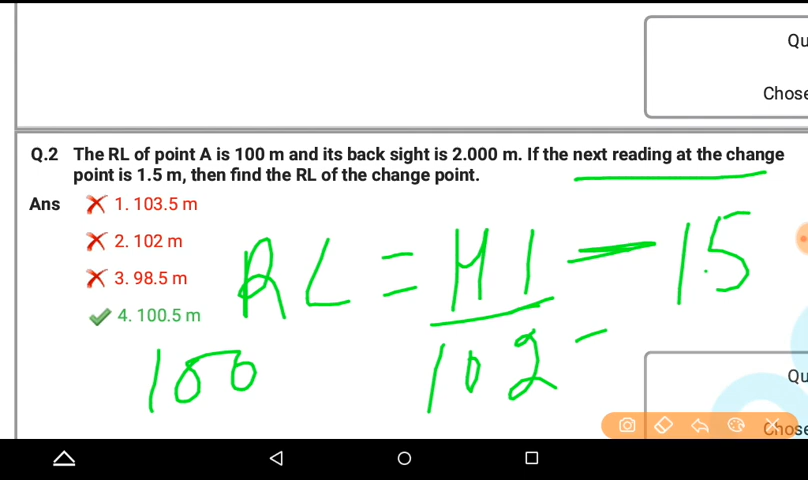 Qu
Chose
Q.2 The RL of point A is 100 m and its back sight is 2.000 m. If the next reading at the change
point is 1.5 m, then find the RL of the change point.
Ans 1. 103.5 m
2. 102 m
3. 98.5 m
4. 100.5 m
RL = HI - 1.5
102 -
100
Qu
Chose